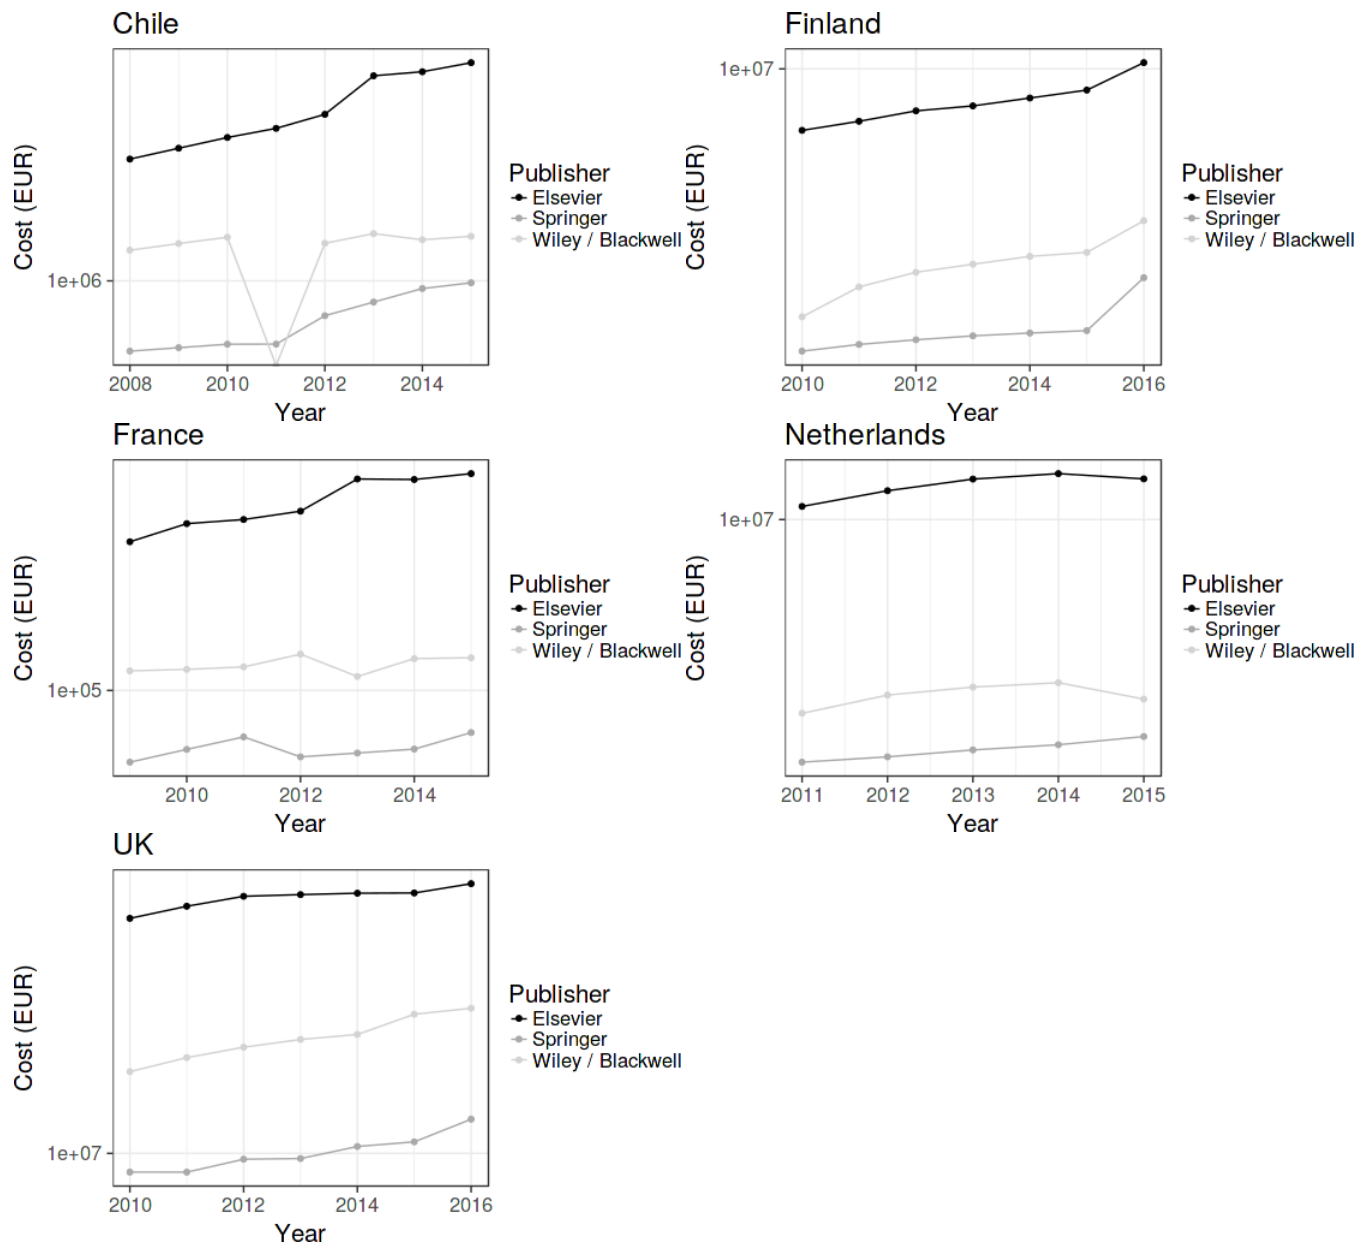 Chile
Cost (EUR)
1e+06
2008 2010 2012 2014
Year
Publisher
Elsevier
Springer
Wiley / Blackwell
Finland
Cost (EUR)
1e+07
2010 2012 2014 2016
Year
Publisher
Elsevier
Springer
Wiley / Blackwell
France
Cost (EUR)
1e+05
2010 2012 2014
Year
Publisher
Elsevier
Springer
Wiley / Blackwell
Netherlands
Cost (EUR)
1e+07
2011 2012 2013 2014 2015
Year
Publisher
Elsevier
Springer
Wiley / Blackwell
UK
Cost (EUR)
1e+07
2010 2012 2014 2016
Year
Publisher
Elsevier
Springer
Wiley / Blackwell